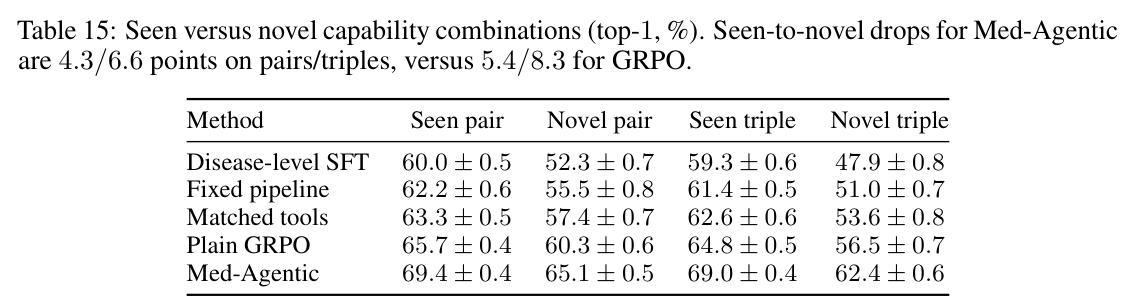 Table 15: Seen versus novel capability combinations (top-1, %). Seen-to-novel drops for Med-Agentic
are 4.3/6.6 points on pairs/triples, versus 5.4/8.3 for GRPO.
Method Seen pair Novel pair Seen triple Novel triple
Disease-level SFT 60.0 ± 0.5 52.3 ± 0.7 59.3 ± 0.6 47.9 ± 0.8
Fixed pipeline 62.2 ± 0.6 55.5 ± 0.8 61.4 ± 0.5 51.0 ± 0.7
Matched tools 63.3 ± 0.5 57.4 ± 0.7 62.6 ± 0.6 53.6 ± 0.8
Plain GRPO 65.7 ± 0.4 60.3 ± 0.6 64.8 ± 0.5 56.5 ± 0.7
Med-Agentic 69.4 ± 0.4 65.1 ± 0.5 69.0 ± 0.4 62.4 ± 0.6